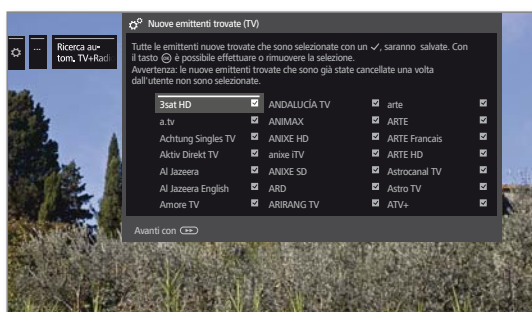 Nuove emittenti trovate (TV)
...
Ricerca au-
tom. TV+Radi
Tutte le emittenti nuove trovate che sono selezionate con un ✓, saranno salvate. Con
il tasto OK è possibile effettuare o rimuovere la selezione.
Avvertenza: le nuove emittenti trovate che sono già state cancellate una volta
dall'utente non sono selezionate.
3sat HD ANDALUCÍA TV arte
a.tv ANIMAX ARTE
Achtung Singles TV ANIXE HD ARTE Francais
Aktiv Direkt TV anixe iTV ARTE HD
Al Jazeera ANIXE SD Astrocanal TV
Al Jazeera English ARD Astro TV
Amore TV ARIRANG TV ATV+
Avanti con